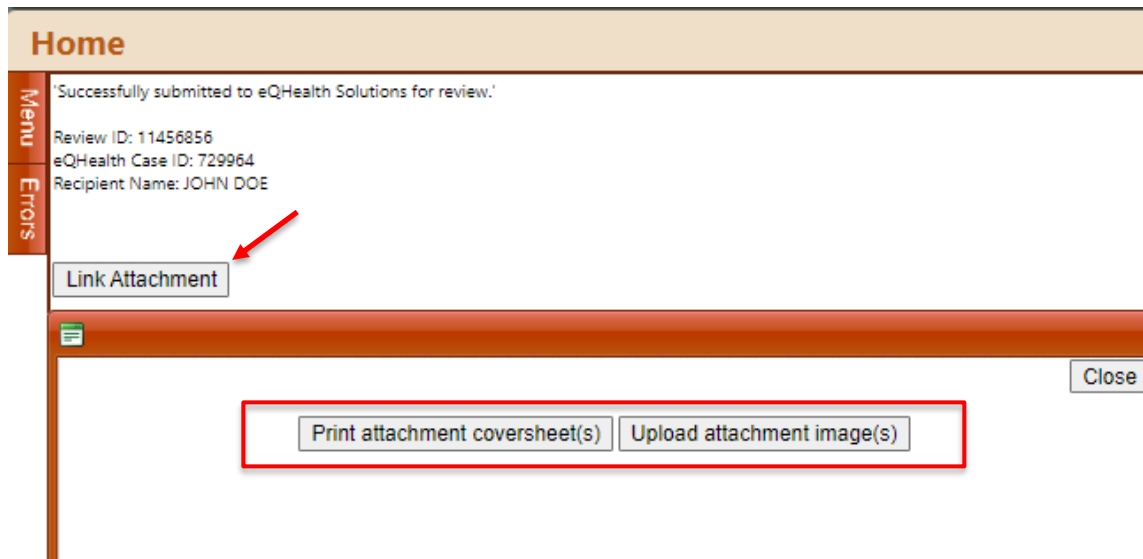 Home
Menu
Errors
'Successfully submitted to eQHealth Solutions for review.'
Review ID: 11456856
eQHealth Case ID: 729964
Recipient Name: JOHN DOE
Link Attachment
Close
Print attachment coversheet(s) Upload attachment image(s)